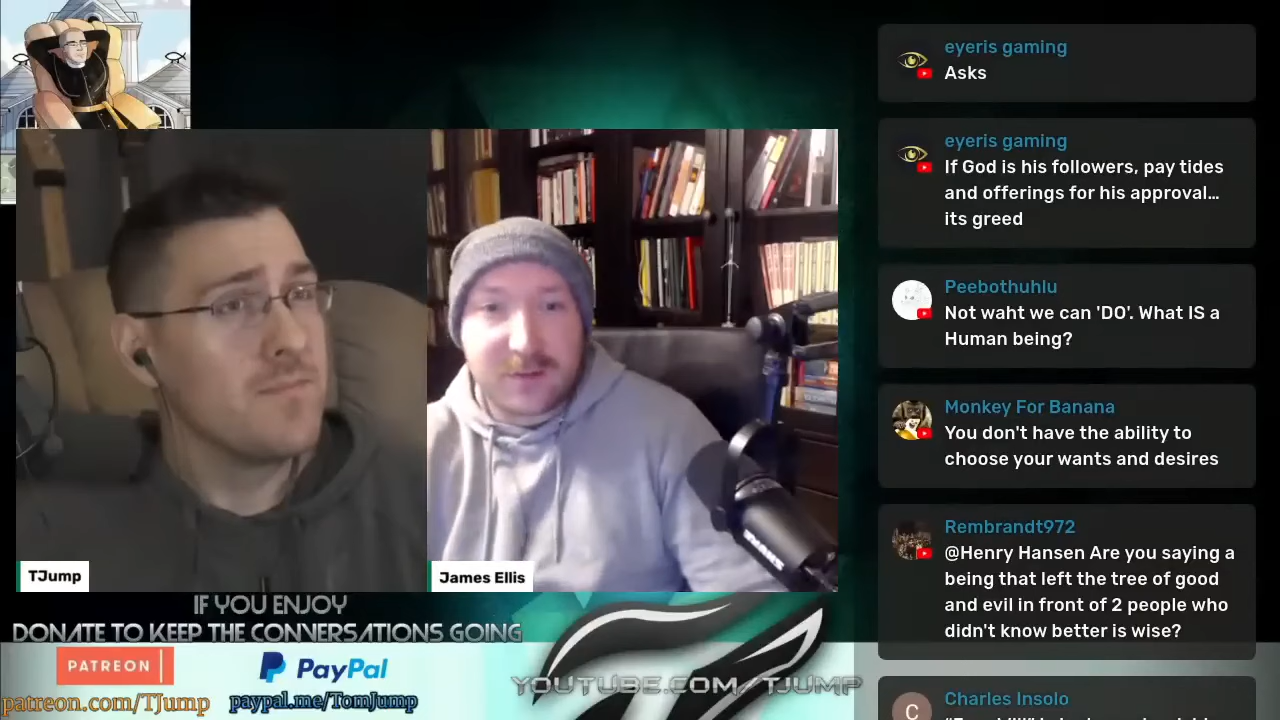 eyeris gaming
Asks
eyeris gaming
If God is his followers, pay tides
and offerings for his approval...
its greed
Peebothuhlu
Not waht we can 'DO'. What IS a
Human being?
Monkey For Banana
You don't have the ability to
choose your wants and desires
Rembrandt972
@Henry Hansen Are you saying a
being that left the tree of good
and evil in front of 2 people who
didn't know better is wise?
Charles Insolo
C
TJump
James Ellis
IF YOU ENJOY
DONATE TO KEEP THE CONVERSATIONS GOING
PATREON
PayPal
patreon.com/TJump
paypal.me/TomJump
YOUTUBE.COM/TJUMP